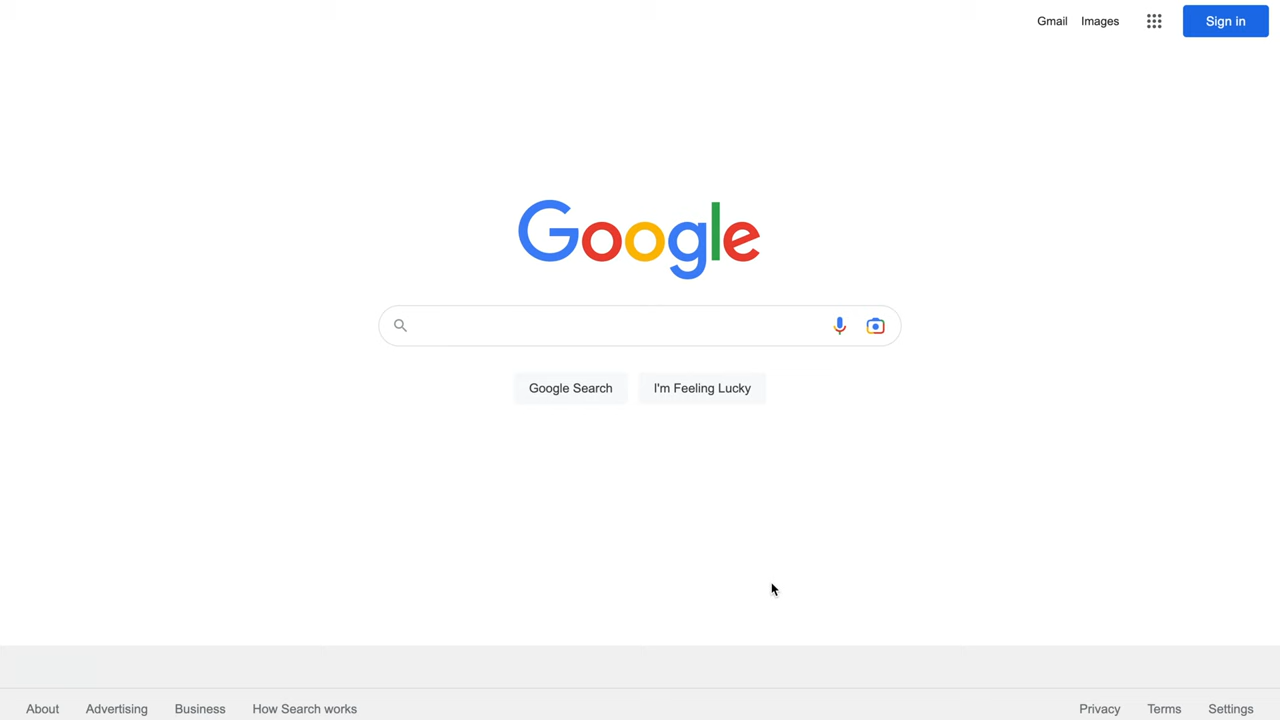 Gmail Images Sign in
Google
Google Search I'm Feeling Lucky
About Advertising Business How Search works Privacy Terms Settings